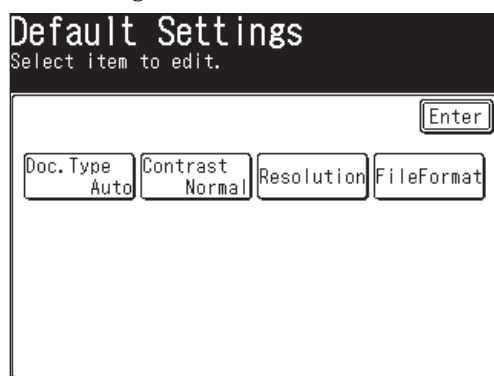 Default Settings
Select item to edit.
Enter
Doc.Type Contrast Resolution FileFormat
Auto Normal